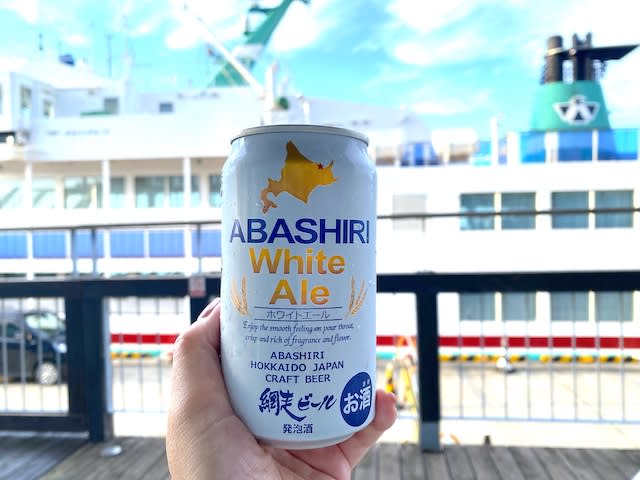 ABASHIRI
White
Ale
ホワイトエール
Enjoy the smooth feeling on your throat,
crisp and rich of fragrance and flavor.
ABASHIRI
HOKKAIDO JAPAN
CRAFT BEER
網走ビール
お酒
発泡酒